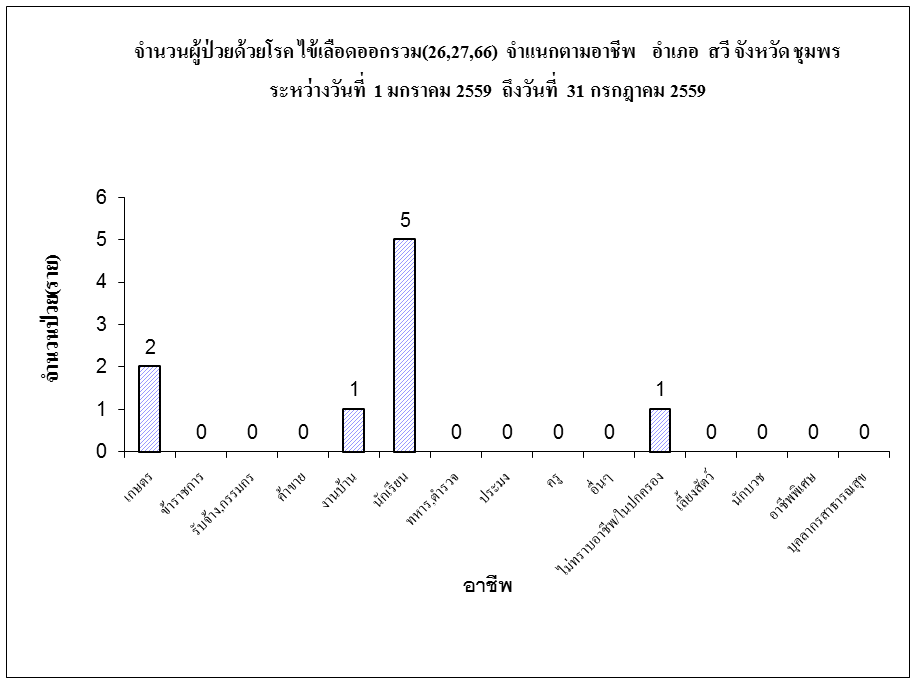 จำนวนผู้ป่วยด้วยโรค ไข้เลือดออกรวม(26,27,66) จำแนกตามอาชีพ อำเภอ สวี จังหวัด ชุมพร
ระหว่างวันที่ 1 มกราคม 2559 ถึงวันที่ 31 กรกฎาคม 2559
จำนวนป่วย(ราย)
6
5
4
3
2
1
0
2
0
0
0
1
5
0
0
0
0
1
0
0
0
0
เกษตร
ข้าราชการ
รับจ้าง,กรรมกร
ค้าขาย
งานบ้าน
นักเรียน
ทหาร,ตำรวจ
ประมง
ครู
อื่นๆ
ไม่ทราบอาชีพ/ในปกครอง
เลี้ยงสัตว์
นักบวช
อาชีพพิเศษ
บุคลากรสาธารณสุข
อาชีพ